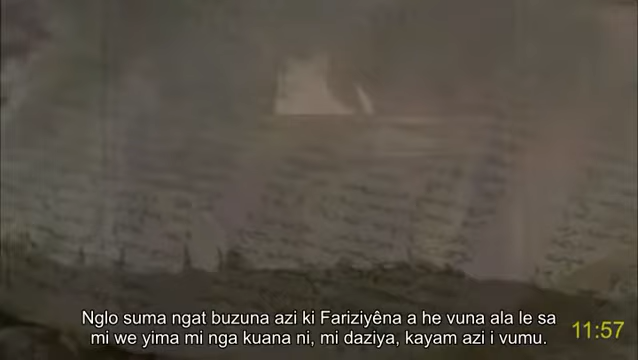 Nglo suma ngat buzuna azi ki Fariziyêna a he vuna ala le sa
mi we yima mi nga kuana ni, mi daziya, kayam azi i vumu.
11:57